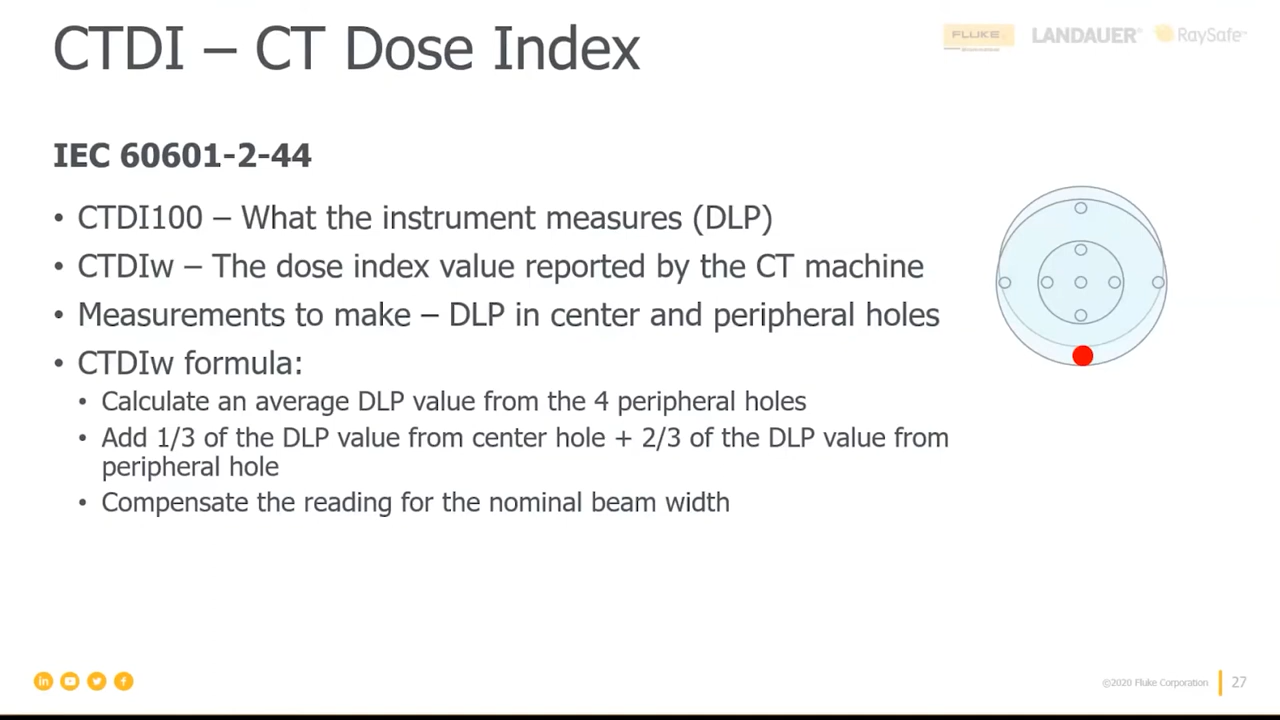 CTDI – CT Dose Index
FLUKE
LANDAUER®
RaySafe™
IEC 60601-2-44
• CTDI100 – What the instrument measures (DLP)
• CTDIw – The dose index value reported by the CT machine
• Measurements to make – DLP in center and peripheral holes
• CTDIw formula:
• Calculate an average DLP value from the 4 peripheral holes
• Add 1/3 of the DLP value from center hole + 2/3 of the DLP value from
peripheral hole
• Compensate the reading for the nominal beam width
in
f
©2020 Fluke Corporation
27